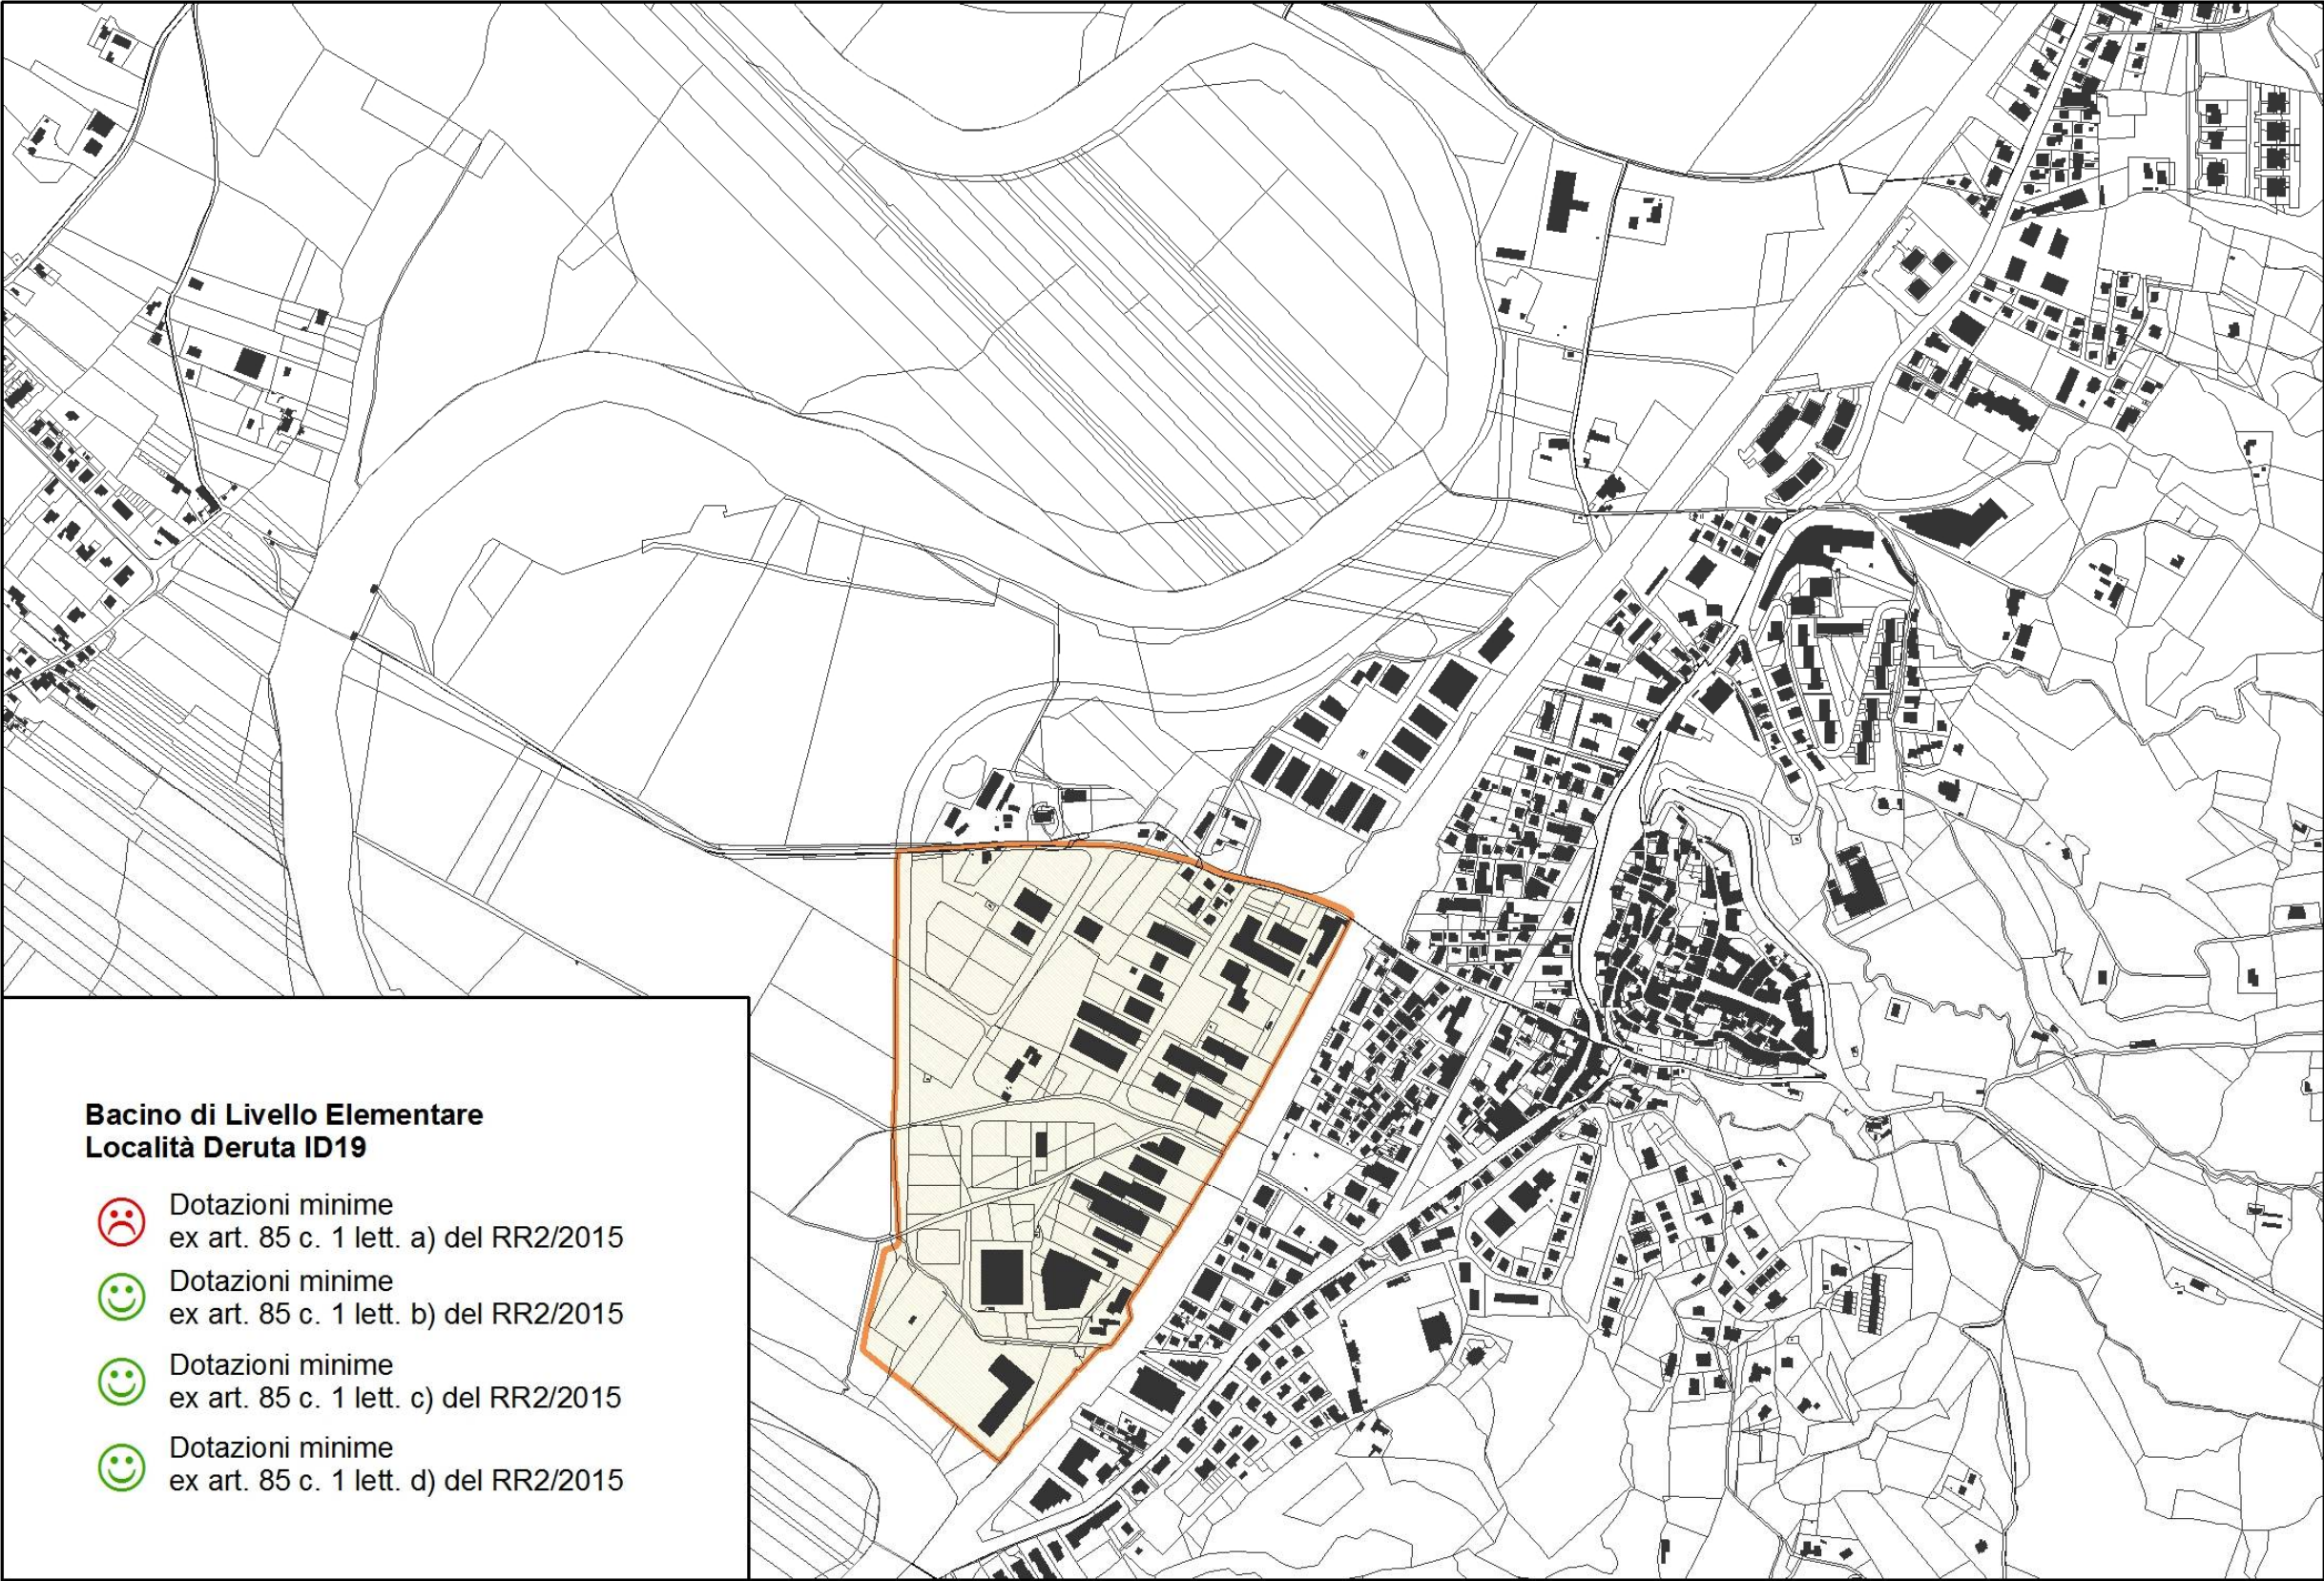 Bacino di Livello Elementare
Località Deruta ID19
Dotazioni minime
ex art. 85 c. 1 lett. a) del RR2/2015
Dotazioni minime
ex art. 85 c. 1 lett. b) del RR2/2015
Dotazioni minime
ex art. 85 c. 1 lett. c) del RR2/2015
Dotazioni minime
ex art. 85 c. 1 lett. d) del RR2/2015